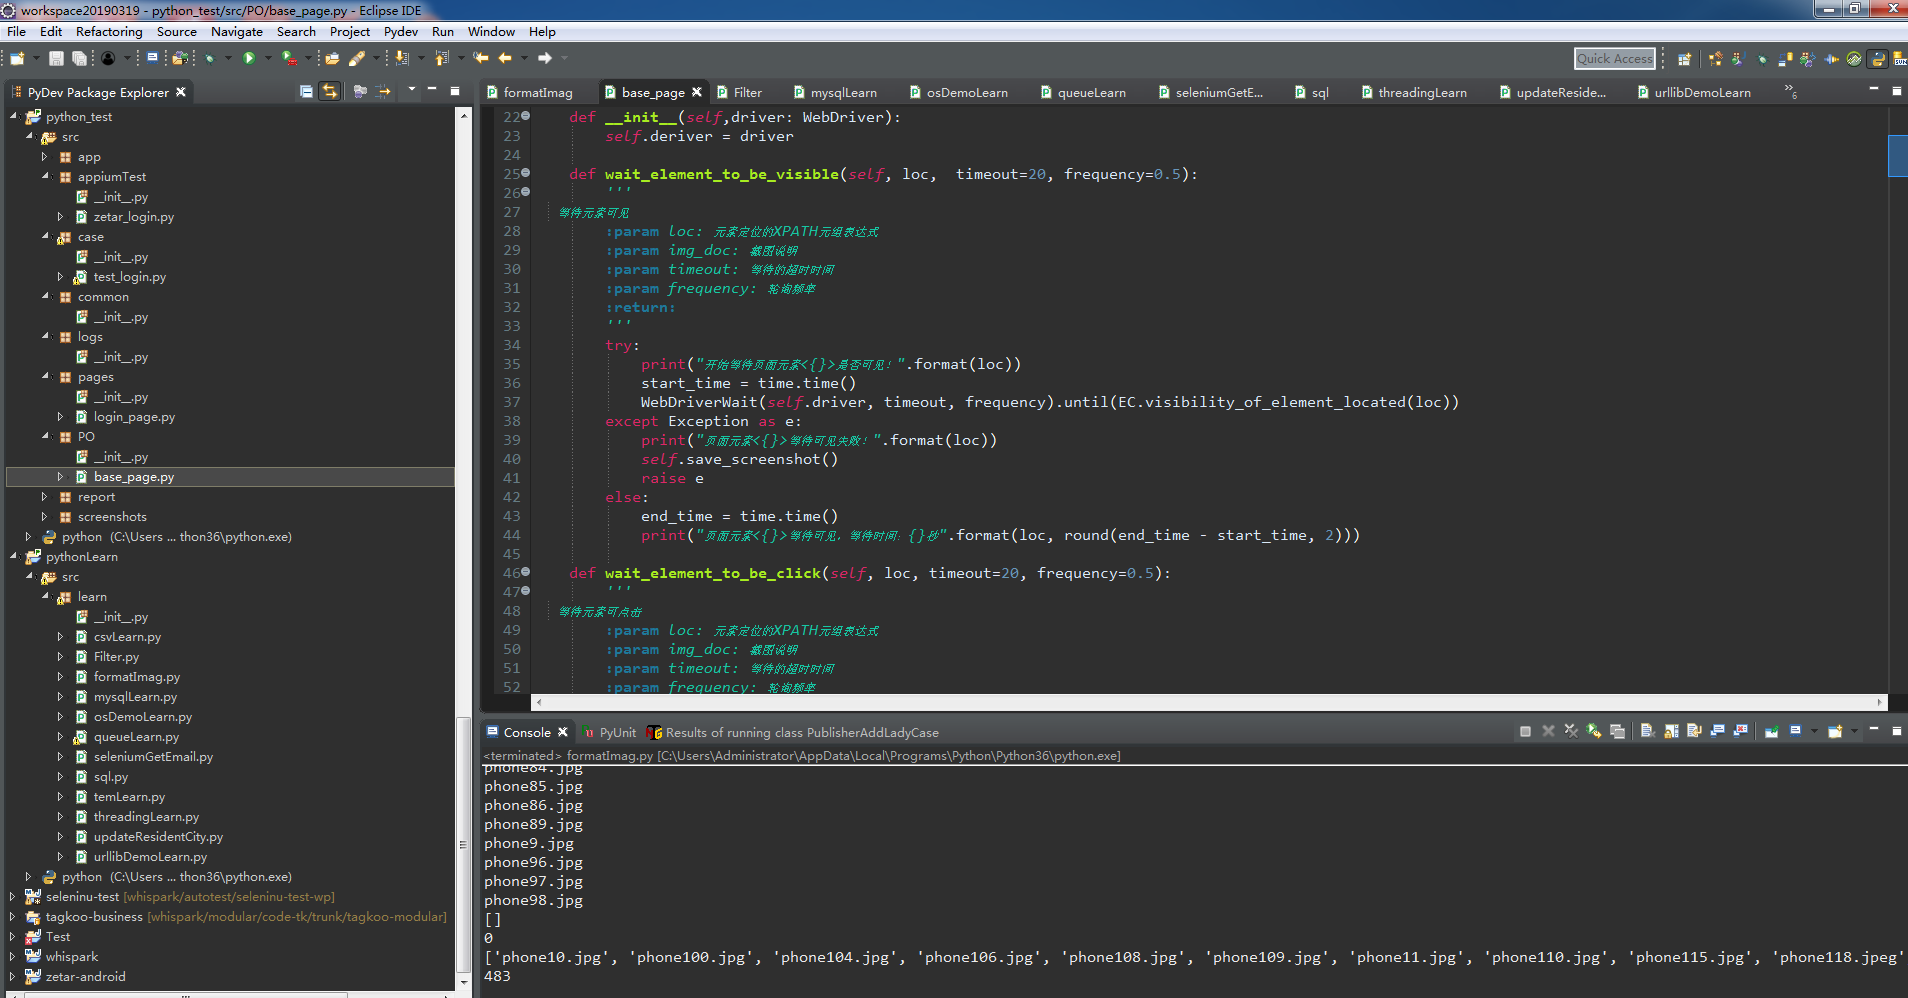 workspace20190319 - python_test/src/PO/base_page.py - Eclipse IDE
File Edit Refactoring Source Navigate Search Project Pydev Run Window Help
Quick Access
PyDev Package Explorer
python_test
src
app
appiumTest
__init__.py
zetar_login.py
case
__init__.py
test_login.py
common
__init__.py
logs
__init__.py
pages
__init__.py
login_page.py
PO
__init__.py
base_page.py
report
screenshots
python (C:\Users ... thon36\python.exe)
pythonLearn
src
learn
__init__.py
csvLearn.py
Filter.py
formatImag.py
mysqlLearn.py
osDemoLearn.py
queueLearn.py
seleniumGetEmail.py
sql.py
temLearn.py
threadingLearn.py
updateResidentCity.py
urllibDemoLearn.py
python (C:\Users ... thon36\python.exe)
seleninu-test [whispark/autotest/seleninu-test-wp]
tagkoo-business [whispark/modular/code-tk/trunk/tagkoo-modular]
Test
whispark
zetar-android
formatImag base_page Filter mysqlLearn osDemoLearn queueLearn seleniumGetE... sql threadingLearn updateReside... urllibDemoLearn »6
22 def __init__(self,driver: WebDriver):
23 self.deriver = driver
24
25 def wait_element_to_be_visible(self, loc,  timeout=20, frequency=0.5):
26 '''
27 等待元素可见
28 :param loc: 元素定位的XPATH元组表达式
29 :param img_doc: 截图说明
30 :param timeout: 等待的超时时间
31 :param frequency: 轮询频率
32 :return:
33 '''
34 try:
35 print("开始等待页面元素<{}>是否可见！".format(loc))
36 start_time = time.time()
37 WebDriverWait(self.driver, timeout, frequency).until(EC.visibility_of_element_located(loc))
38 except Exception as e:
39 print("页面元素<{}>等待可见失败！".format(loc))
40 self.save_screenshot()
41 raise e
42 else:
43 end_time = time.time()
44 print("页面元素<{}>等待可见，等待时间：{}秒".format(loc, round(end_time - start_time, 2)))
45
46 def wait_element_to_be_click(self, loc, timeout=20, frequency=0.5):
47 '''
48 等待元素可点击
49 :param loc: 元素定位的XPATH元组表达式
50 :param img_doc: 截图说明
51 :param timeout: 等待的超时时间
52 :param frequency: 轮询频率
Console PyUnit Results of running class PublisherAddLadyCase
<terminated> formatImag.py [C:\Users\Administrator\AppData\Local\Programs\Python\Python36\python.exe]
phone84.jpg
phone85.jpg
phone86.jpg
phone89.jpg
phone9.jpg
phone96.jpg
phone97.jpg
phone98.jpg
[]
0
['phone10.jpg', 'phone100.jpg', 'phone104.jpg', 'phone106.jpg', 'phone108.jpg', 'phone109.jpg', 'phone11.jpg', 'phone110.jpg', 'phone115.jpg', 'phone118.jpeg'
483